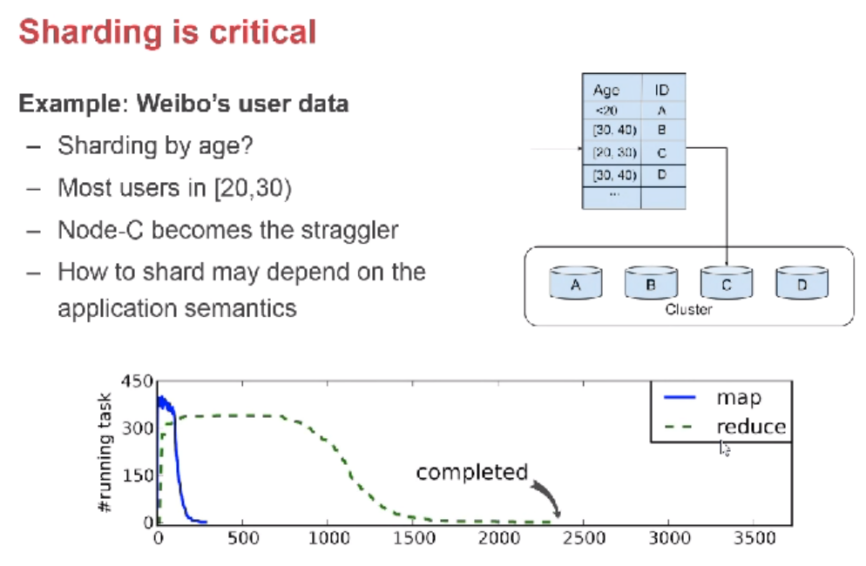 Sharding is critical
Example: Weibo's user data
– Sharding by age?
– Most users in [20,30)
– Node-C becomes the straggler
– How to shard may depend on the
application semantics
Age ID
<20 A
[30, 40) B
[20, 30) C
[30, 40) D
...
A B C D
Cluster
450
300
150
0
#running task
map
reduce
completed
0 500 1000 1500 2000 2500 3000 3500